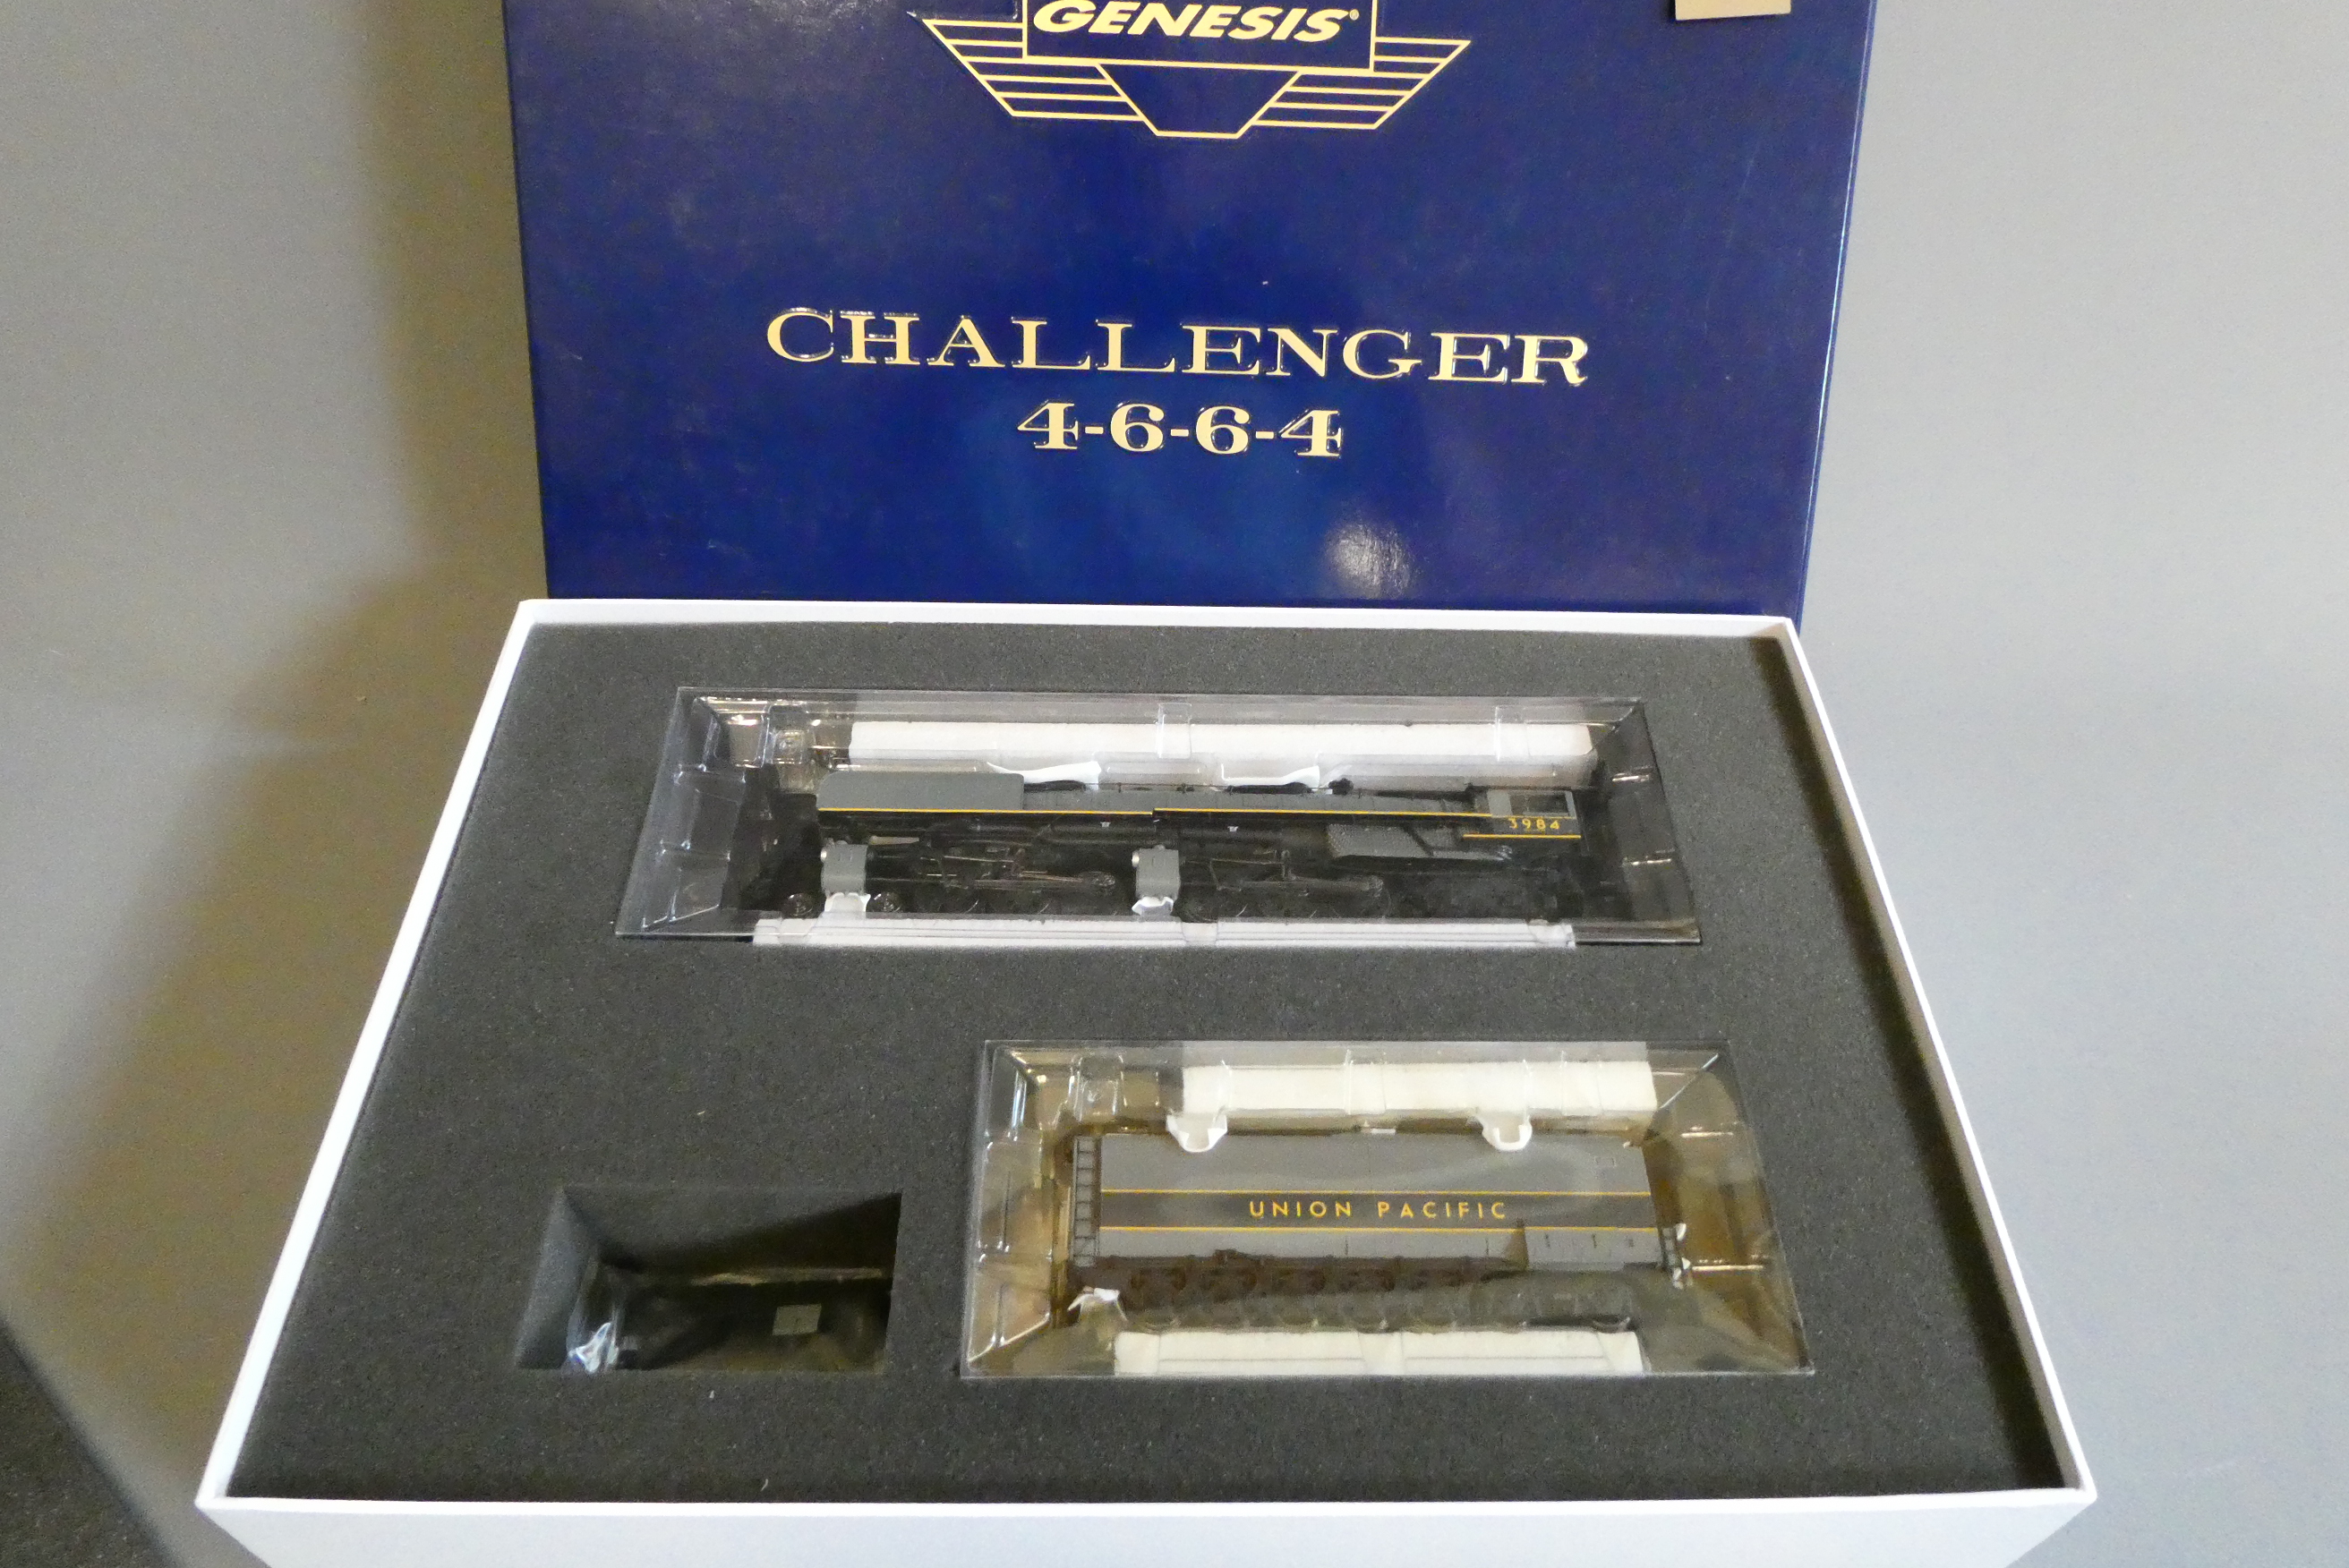 GENESIS®
CHALLENGER
4-6-6-4
3984
UNION PACIFIC